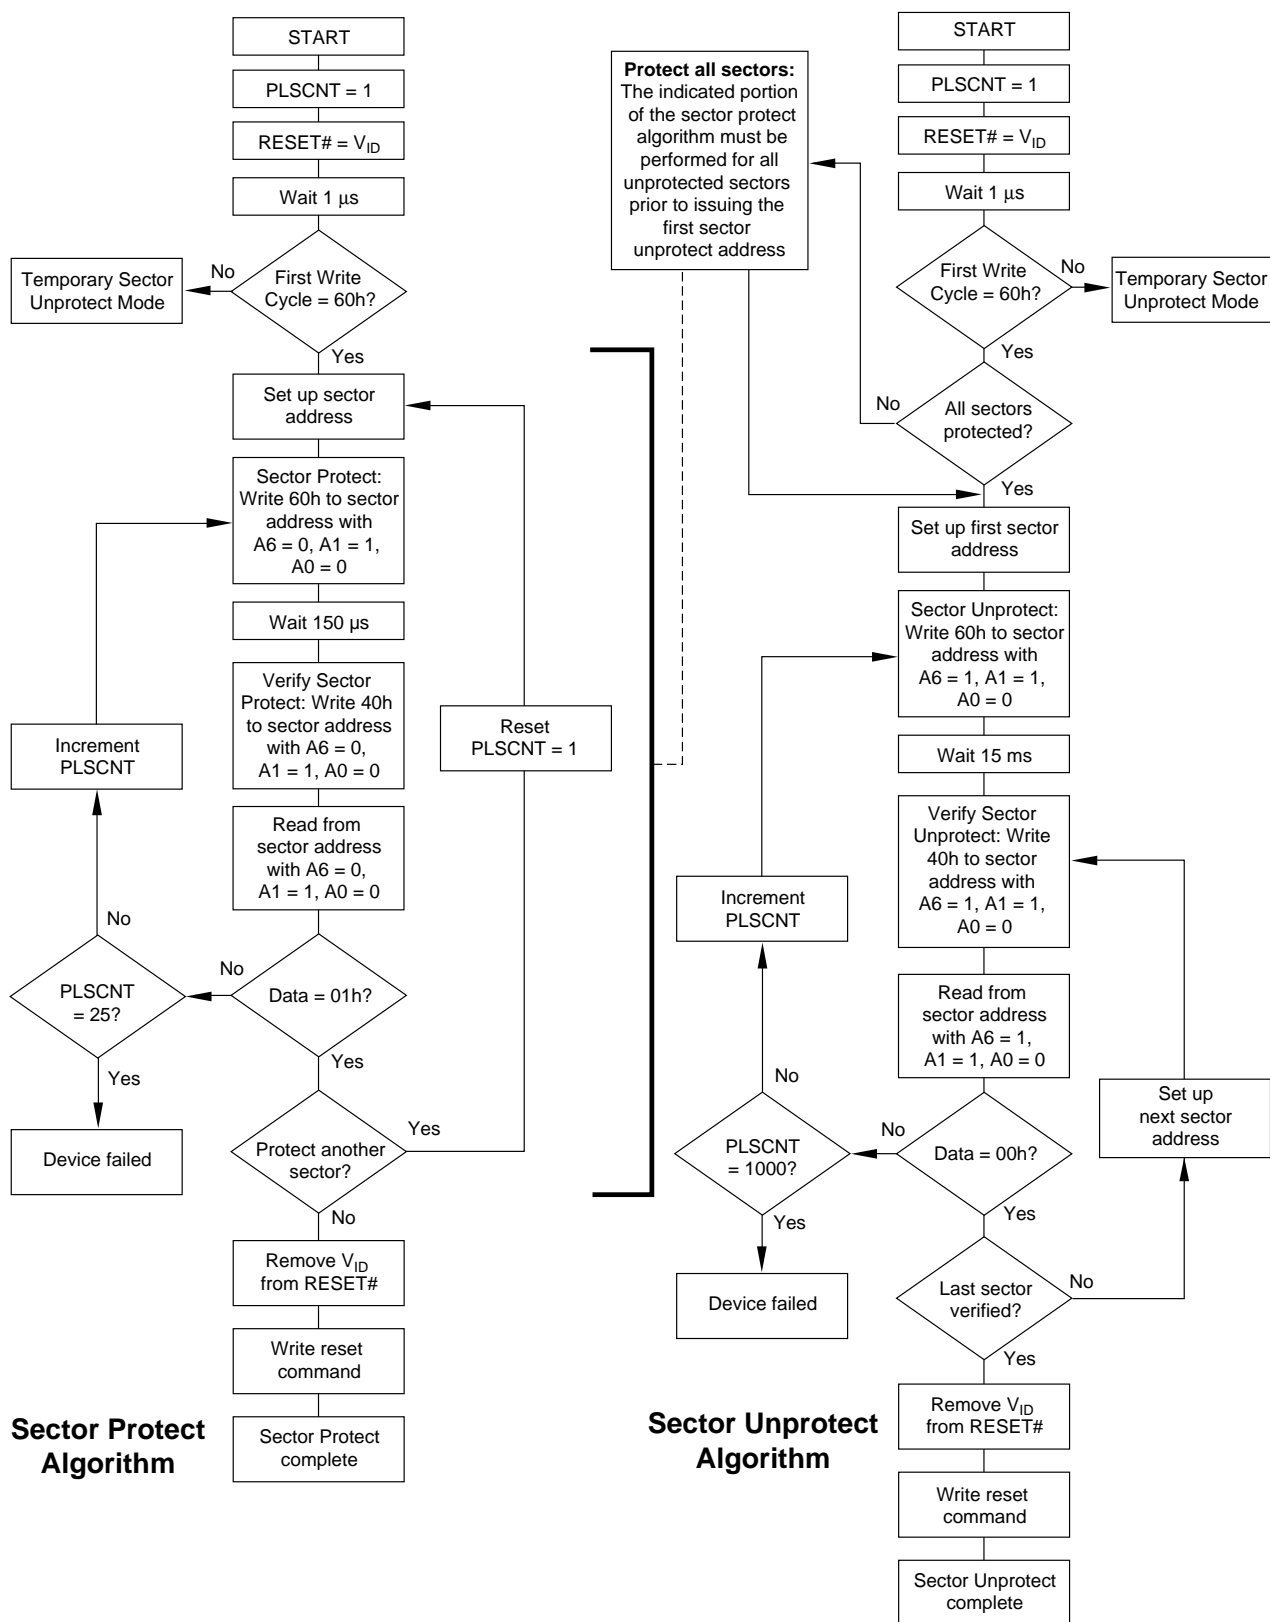 START
PLSCNT = 1
RESET# = VID
Wait 1 μs
First Write
Cycle = 60h?
No
Temporary Sector
Unprotect Mode
Yes
Set up sector
address
Sector Protect:
Write 60h to sector
address with
A6 = 0, A1 = 1,
A0 = 0
Wait 150 µs
Verify Sector
Protect: Write 40h
to sector address
with A6 = 0,
A1 = 1, A0 = 0
Read from
sector address
with A6 = 0,
A1 = 1, A0 = 0
Data = 01h?
No
PLSCNT
= 25?
No
Increment
PLSCNT
Yes
Device failed
Yes
Protect another
sector?
Yes
Reset
PLSCNT = 1
No
Remove VID
from RESET#
Write reset
command
Sector Protect
complete
Sector Protect
Algorithm
Protect all sectors:
The indicated portion
of the sector protect
algorithm must be
performed for all
unprotected sectors
prior to issuing the
first sector
unprotect address
START
PLSCNT = 1
RESET# = VID
Wait 1 μs
First Write
Cycle = 60h?
No
Temporary Sector
Unprotect Mode
Yes
All sectors
protected?
No
Yes
Set up first sector
address
Sector Unprotect:
Write 60h to sector
address with
A6 = 1, A1 = 1,
A0 = 0
Wait 15 ms
Verify Sector
Unprotect: Write
40h to sector
address with
A6 = 1, A1 = 1,
A0 = 0
Read from
sector address
with A6 = 1,
A1 = 1, A0 = 0
Data = 00h?
No
PLSCNT
= 1000?
No
Increment
PLSCNT
Yes
Device failed
Yes
Last sector
verified?
No
Set up
next sector
address
Yes
Remove VID
from RESET#
Write reset
command
Sector Unprotect
complete
Sector Unprotect
Algorithm